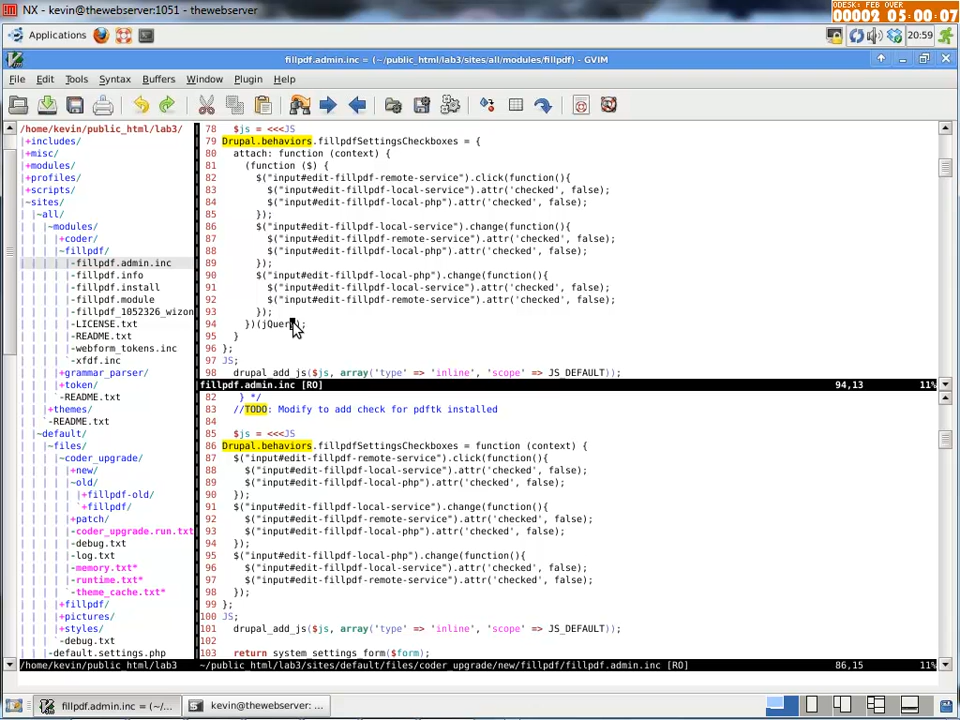 NX - kevin@thewebserver:1051 - thewebserver
ODESK: FEB OVER
00002 05:00:07
Applications
20:59
fillpdf.admin.inc = (~/public_html/lab3/sites/all/modules/fillpdf) - GVIM
File Edit Tools Syntax Buffers Window Plugin Help
/home/kevin/public_html/lab3/
|+includes/
|+misc/
|+modules/
|+profiles/
|+scripts/
|~sites/
| |~all/
| | |~modules/
| | | |+coder/
| | | |~fillpdf/
| | | | |-fillpdf.admin.inc
| | | | |-fillpdf.info
| | | | |-fillpdf.install
| | | | |-fillpdf.module
| | | | |-fillpdf_1052326_wizon
| | | | |-LICENSE.txt
| | | | |-README.txt
| | | | |-webform_tokens.inc
| | | | `-xfdf.inc
| | | |+grammar_parser/
| | | |+token/
| | | `-README.txt
| | |+themes/
| | `-README.txt
| |~default/
| | |~files/
| | | |~coder_upgrade/
| | | | |+new/
| | | | |~old/
| | | | | |+fillpdf-old/
| | | | | `+fillpdf/
| | | | |+patch/
| | | | |-coder_upgrade.run.txt
| | | | |-debug.txt
| | | | |-log.txt
| | | | |-memory.txt*
| | | | |-runtime.txt*
| | | | `-theme_cache.txt*
| | | |+fillpdf/
| | | |+pictures/
| | | |+styles/
| | | `-debug.txt
| | |-default.settings.php
/home/kevin/public_html/lab3
78 $js = <<<JS
79 Drupal.behaviors.fillpdfSettingsCheckboxes = {
80 attach: function (context) {
81 (function ($) {
82 $("input#edit-fillpdf-remote-service").click(function(){
83 $("input#edit-fillpdf-local-service").attr('checked', false);
84 $("input#edit-fillpdf-local-php").attr('checked', false);
85 });
86 $("input#edit-fillpdf-local-service").change(function(){
87 $("input#edit-fillpdf-remote-service").attr('checked', false);
88 $("input#edit-fillpdf-local-php").attr('checked', false);
89 });
90 $("input#edit-fillpdf-local-php").change(function(){
91 $("input#edit-fillpdf-local-service").attr('checked', false);
92 $("input#edit-fillpdf-remote-service").attr('checked', false);
93 });
94 })(jQuery);
95 }
96 };
97 JS;
98 drupal_add_js($js, array('type' => 'inline', 'scope' => JS_DEFAULT));
fillpdf.admin.inc [RO] 94,13 11%
82 } */
83 //TODO: Modify to add check for pdftk installed
84
85 $js = <<<JS
86 Drupal.behaviors.fillpdfSettingsCheckboxes = function (context) {
87 $("input#edit-fillpdf-remote-service").click(function(){
88 $("input#edit-fillpdf-local-service").attr('checked', false);
89 $("input#edit-fillpdf-local-php").attr('checked', false);
90 });
91 $("input#edit-fillpdf-local-service").change(function(){
92 $("input#edit-fillpdf-remote-service").attr('checked', false);
93 $("input#edit-fillpdf-local-php").attr('checked', false);
94 });
95 $("input#edit-fillpdf-local-php").change(function(){
96 $("input#edit-fillpdf-local-service").attr('checked', false);
97 $("input#edit-fillpdf-remote-service").attr('checked', false);
98 });
99 };
100 JS;
101 drupal_add_js($js, array('type' => 'inline', 'scope' => JS_DEFAULT));
102
103 return system_settings_form($form);
~/public_html/lab3/sites/default/files/coder_upgrade/new/fillpdf/fillpdf.admin.inc [RO] 86,15 11%
fillpdf.admin.inc = (~/...
kevin@thewebserver: ...